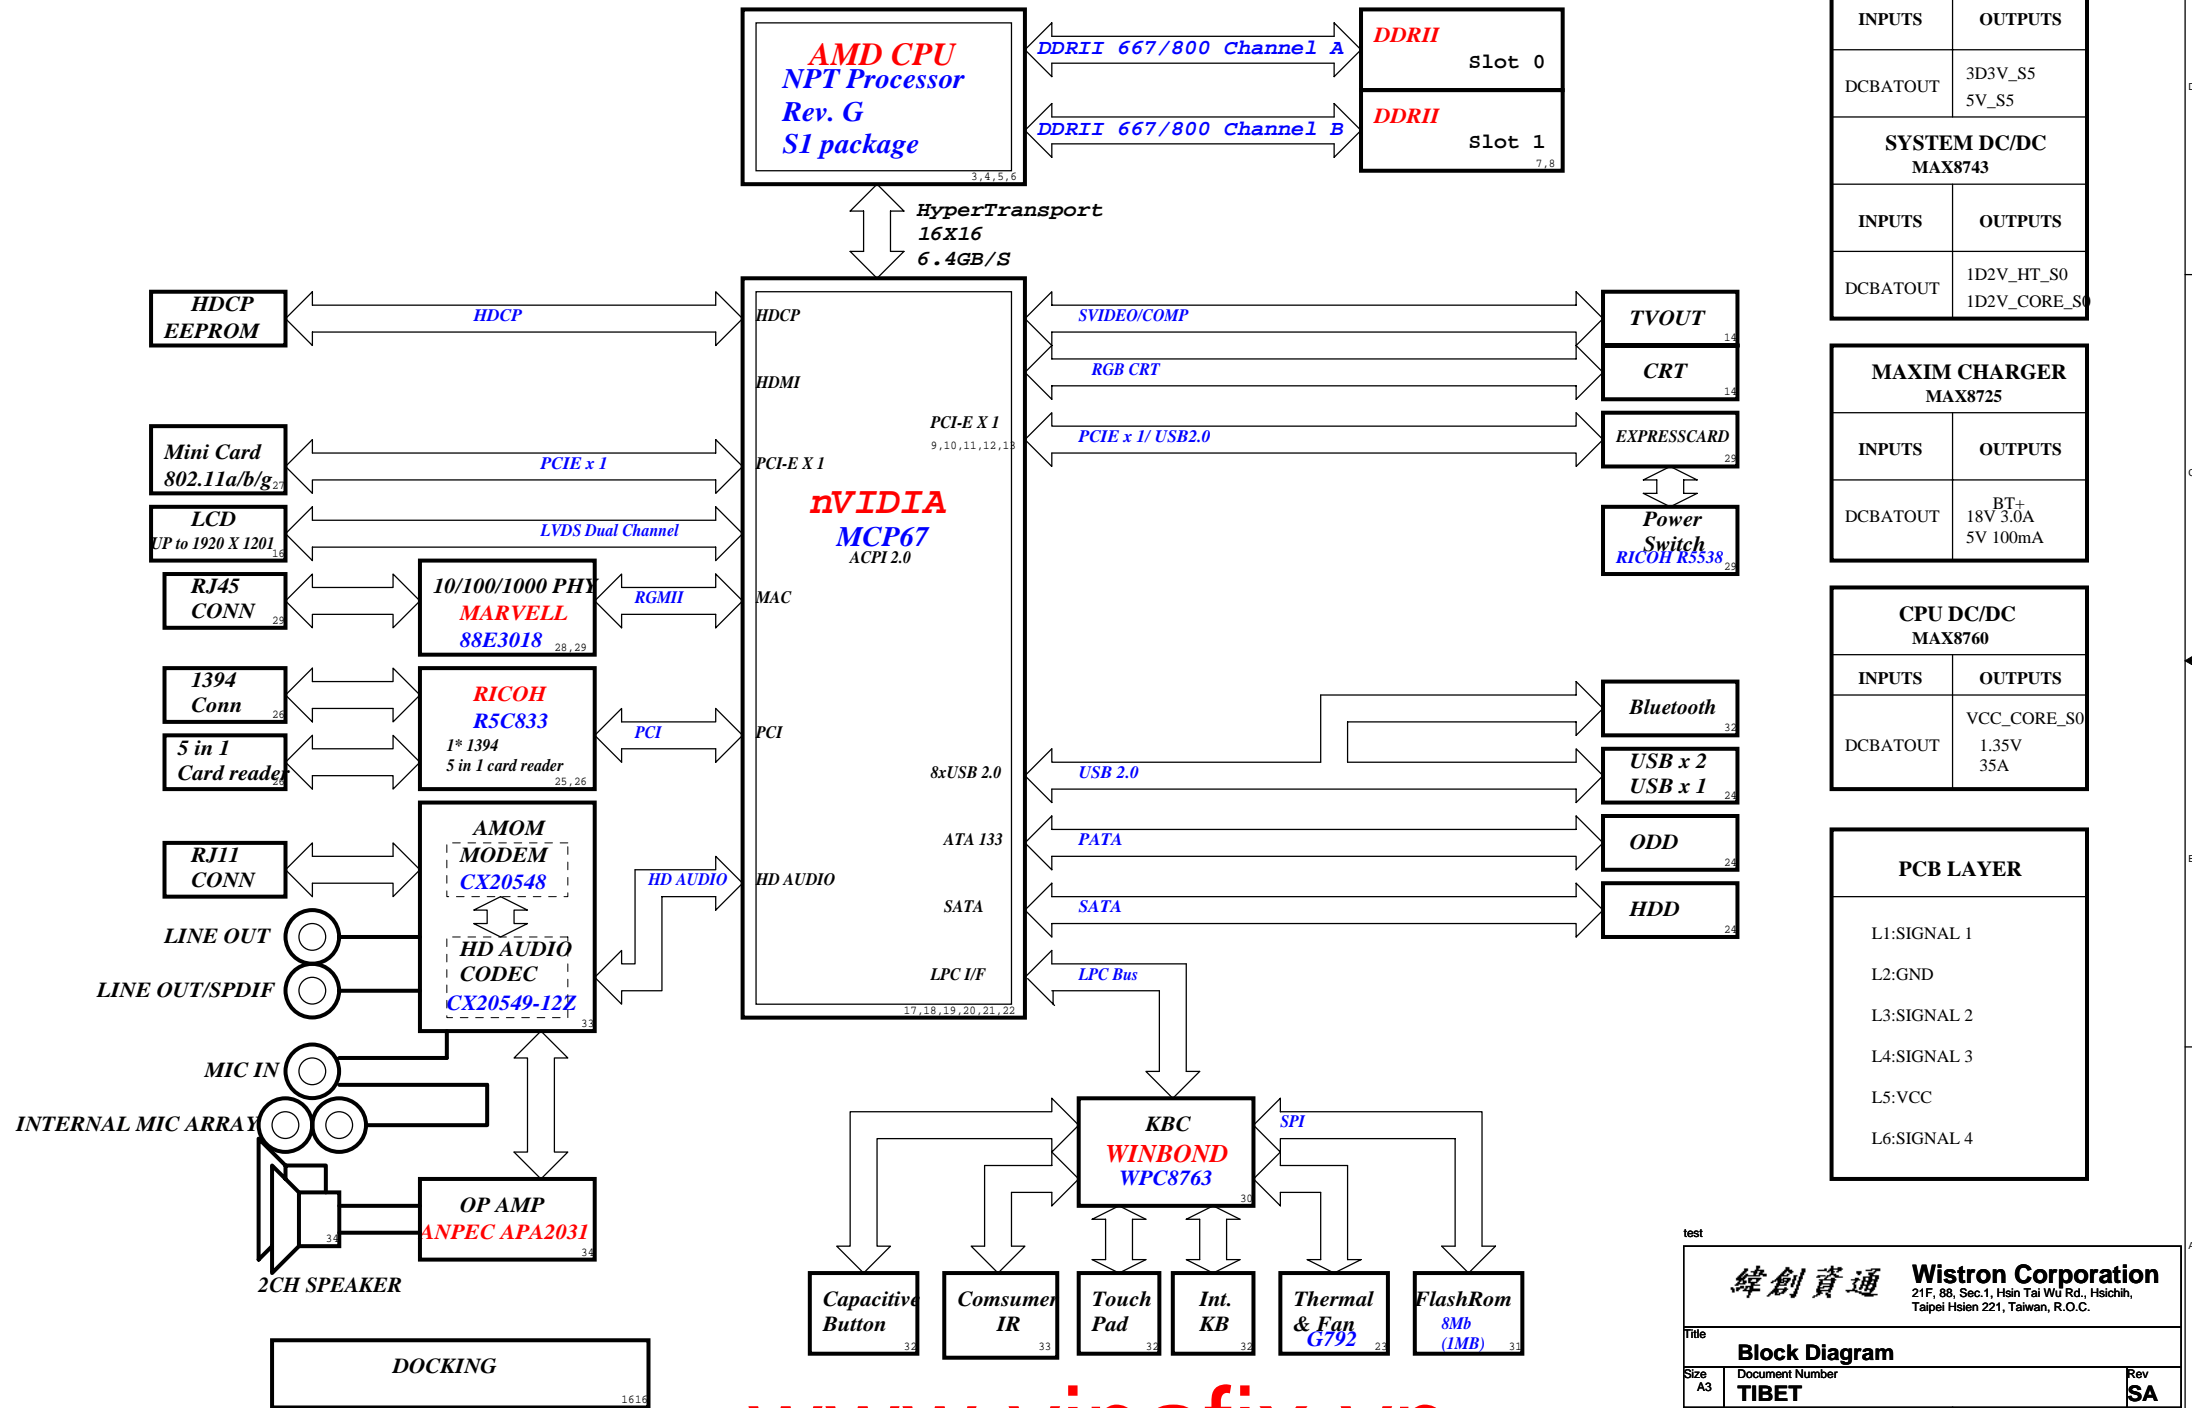 AMD CPU
NPT Processor
Rev. G
S1 package
3,4,5,6
DDRII 667/800 Channel A
DDRII 667/800 Channel B
DDRII
Slot 0
DDRII
Slot 1
7,8
HyperTransport
16X16
6.4GB/S
HDCP
EEPROM
HDCP
HDCP
HDMI
Mini Card
802.11a/b/g
27
PCIE x 1
PCI-E X 1
LCD
UP to 1920 X 1201
16
LVDS Dual Channel
RJ45
CONN
29
10/100/1000 PHY
MARVELL
88E3018
28,29
RGMII
MAC
1394
Conn
26
5 in 1
Card reader
RICOH
R5C833
1* 1394
5 in 1 card reader
25,26
PCI
PCI
nVIDIA
MCP67
ACPI 2.0
PCI-E X 1
9,10,11,12,13
8xUSB 2.0
ATA 133
SATA
LPC I/F
17,18,19,20,21,22
SVIDEO/COMP
TVOUT
14
RGB CRT
CRT
14
PCIE x 1/ USB2.0
EXPRESSCARD
29
Power
Switch
RICOH R5538
29
USB 2.0
Bluetooth
32
USB x 2
USB x 1
24
PATA
ODD
24
SATA
HDD
24
LPC Bus
RJ11
CONN
AMOM
MODEM
CX20548
HD AUDIO
CODEC
CX20549-12Z
33
HD AUDIO
HD AUDIO
LINE OUT
LINE OUT/SPDIF
MIC IN
INTERNAL MIC ARRAY
34
2CH SPEAKER
OP AMP
ANPEC APA2031
34
DOCKING
1616
KBC
WINBOND
WPC8763
30
SPI
Capacitive
Button
32
Comsumer
IR
33
Touch
Pad
32
Int.
KB
32
Thermal
& Fan
G792
23
FlashRom
8Mb
(1MB)
31
INPUTS OUTPUTS
DCBATOUT
3D3V_S5
5V_S5
SYSTEM DC/DC
MAX8743
INPUTS OUTPUTS
DCBATOUT
1D2V_HT_S0
1D2V_CORE_S0
MAXIM CHARGER
MAX8725
INPUTS OUTPUTS
DCBATOUT
BT+
18V 3.0A
5V 100mA
CPU DC/DC
MAX8760
INPUTS OUTPUTS
DCBATOUT
VCC_CORE_S0
1.35V
35A
PCB LAYER
L1:SIGNAL 1
L2:GND
L3:SIGNAL 2
L4:SIGNAL 3
L5:VCC
L6:SIGNAL 4
test
緯創資通
Wistron Corporation
21F, 88, Sec.1, Hsin Tai Wu Rd., Hsichih,
Taipei Hsien 221, Taiwan, R.O.C.
Title
Block Diagram
Size
A3
Document Number
TIBET
Rev
SA